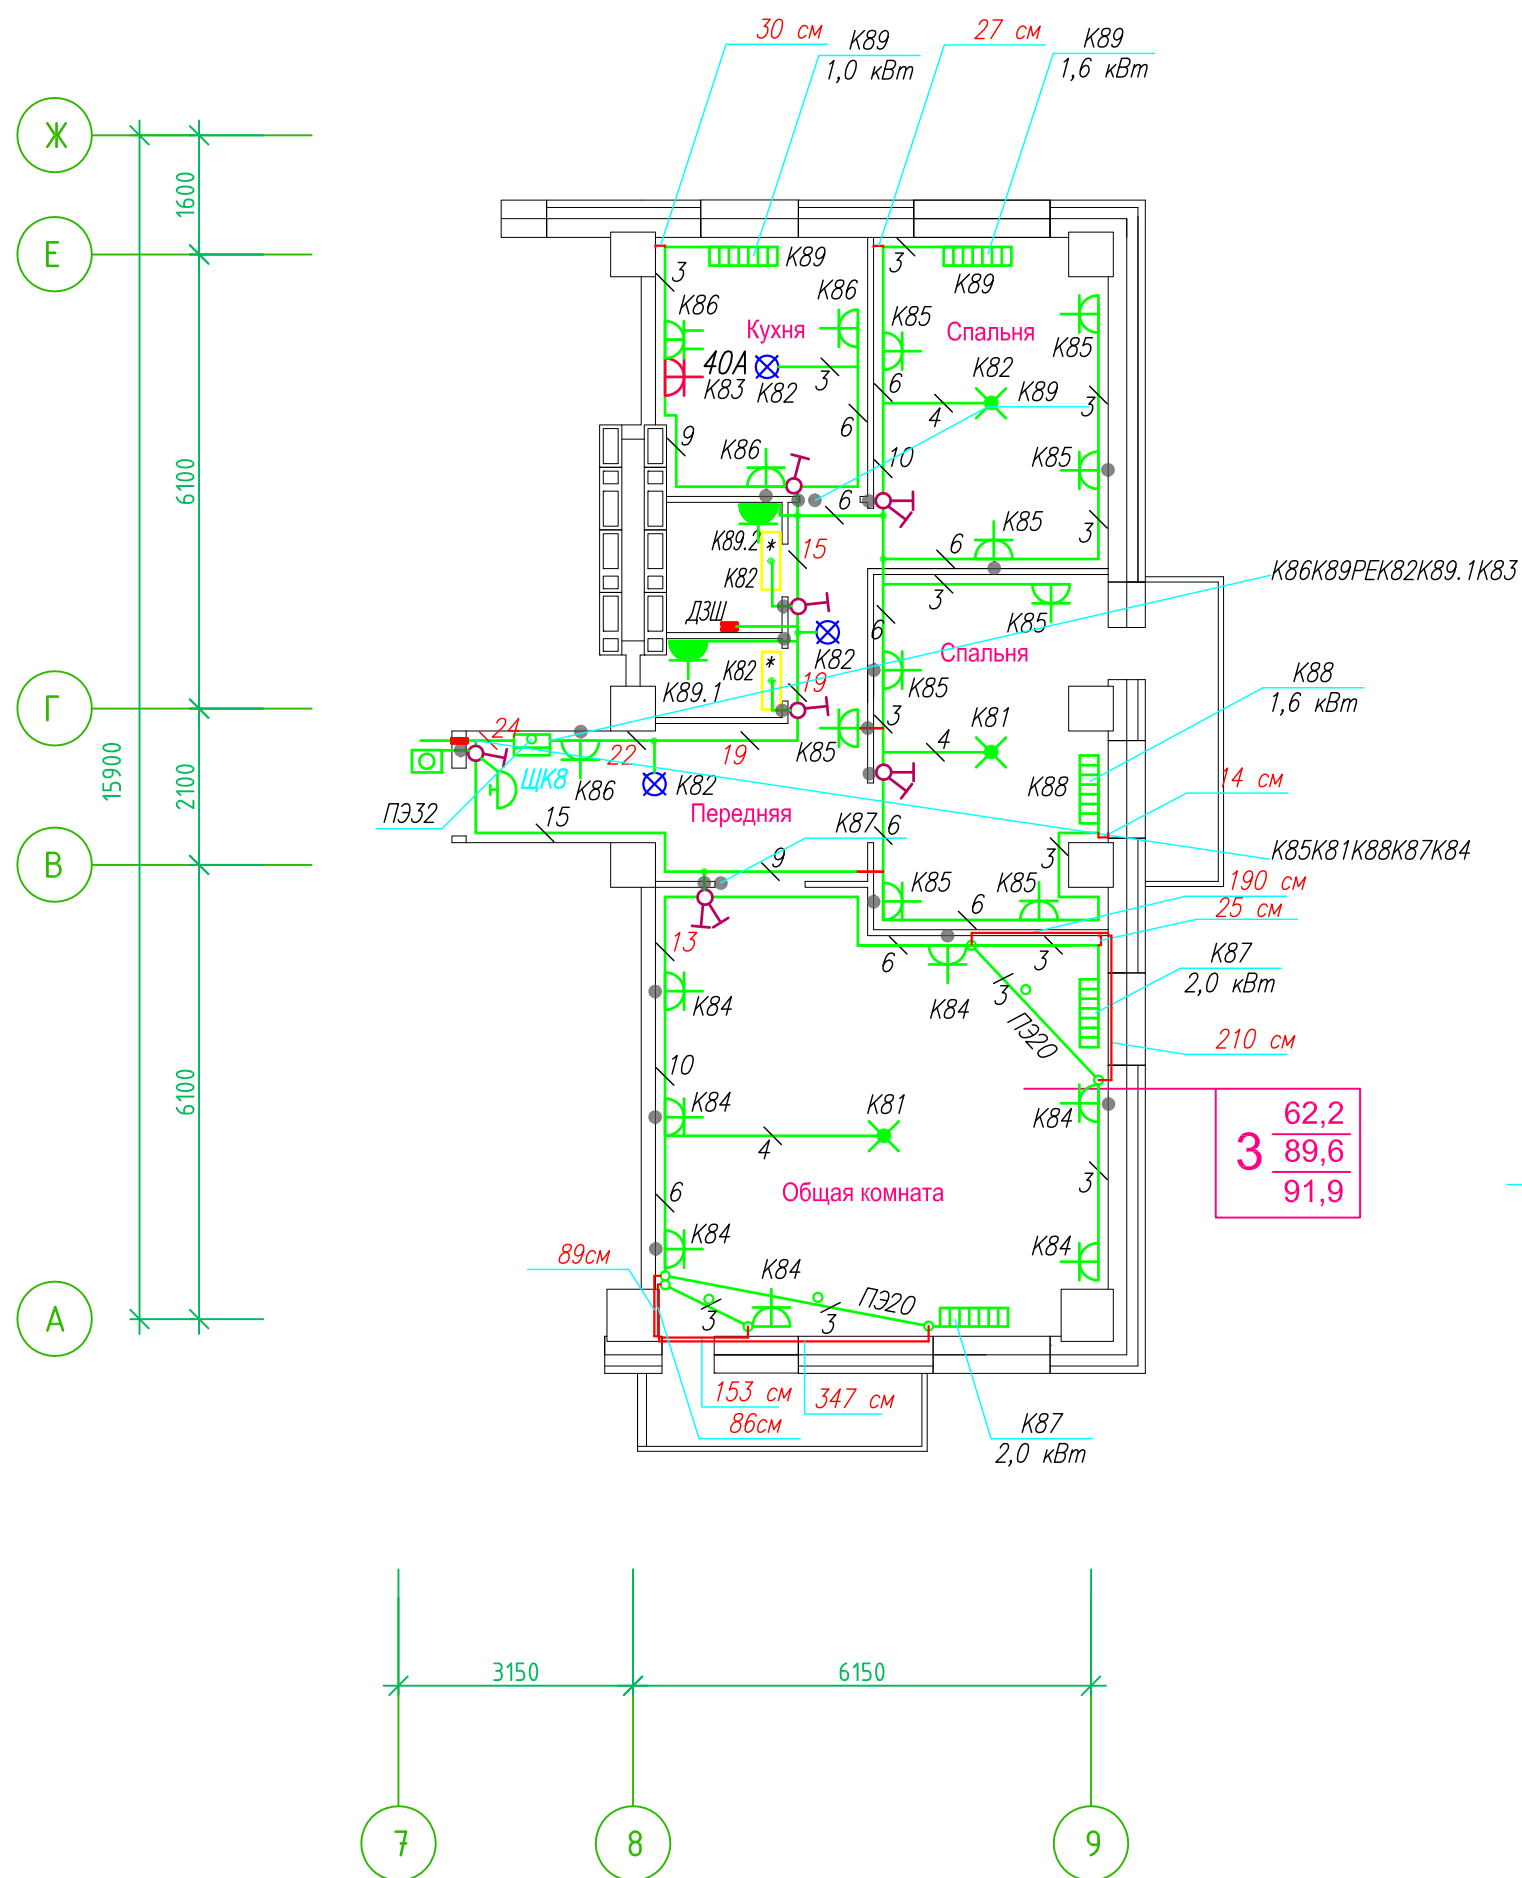 30 см
К89
1,0 кВт
27 см
К89
1,6 кВт
Ж
1600
Е
3
К89
К86
К86
Кухня
40А
К83
К82
3
6
9
К86
3
К89
К85
Спальня
К85
К82
К89
6
4
3
10
К85
6
К85
3
6
6100
К89.2
*
К82
15
ДЗШ
К82
К82
*
19
К89.1
К86К89РЕК82К89.1К83
3
К85
6
Спальня
К85
К81
3
К85
4
К88
1,6 кВт
К88
14 см
Г
15900
2100
24
22
19
ЩК8
К86
К82
Передняя
ПЭ32
15
К87
6
9
3
К85К81К88К87К84
В
К85
К85
190 см
25 см
6
13
6
3
К84
К84
3
ПЭ20
К87
2,0 кВт
210 см
10
К84
К81
К84
4
6100
3
62,2
89,6
91,9
3
6
Общая комната
К84
К84
89см
К84
ПЭ20
3
3
А
153 см
347 см
86см
К87
2,0 кВт
3150
6150
7
8
9